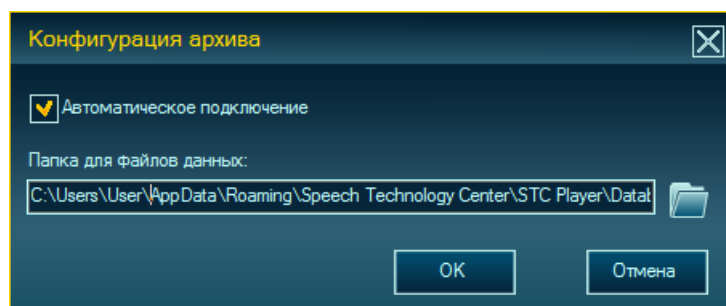 Конфигурация архива
Автоматическое подключение
Папка для файлов данных:
C:\Users\User\AppData\Roaming\Speech Technology Center\STC Player\Datab
OK
Отмена